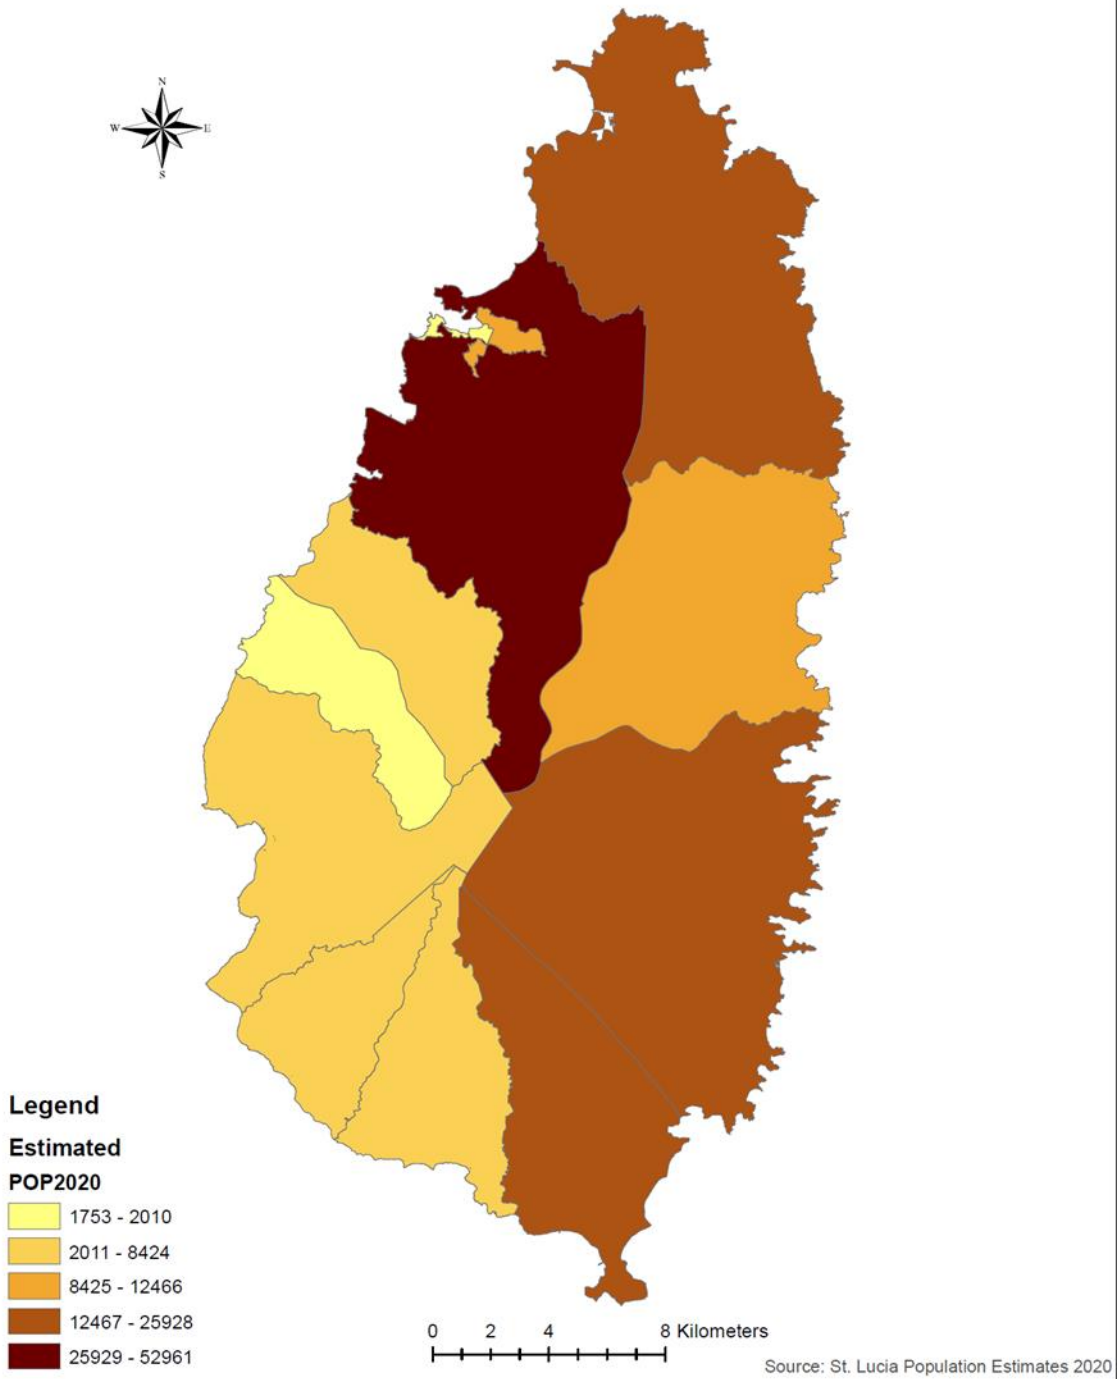 N
W E
S
Legend
Estimated
POP2020
1753 - 2010
2011 - 8424
8425 - 12466
12467 - 25928
25929 - 52961
0 2 4 8 Kilometers
Source: St. Lucia Population Estimates 2020